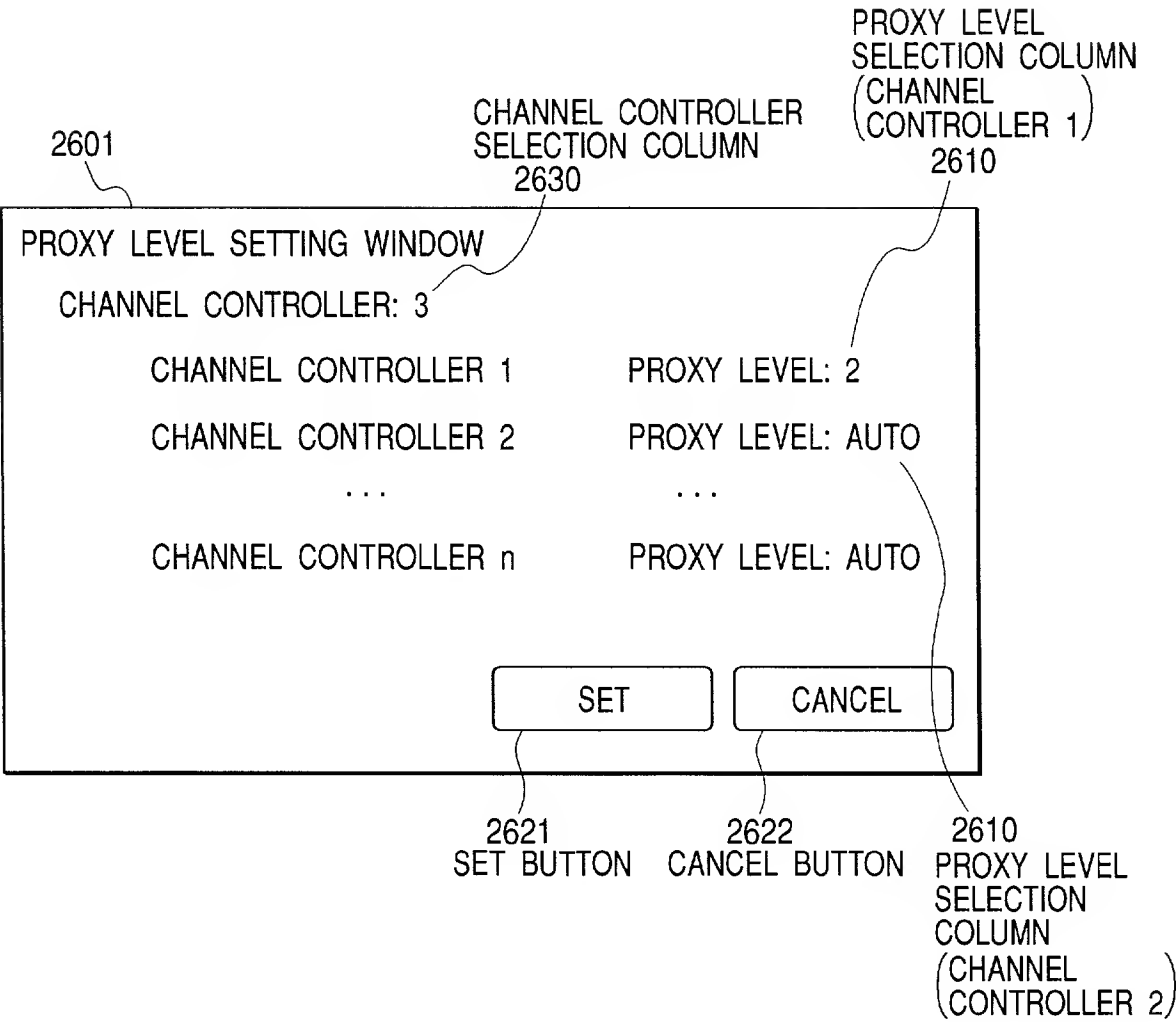 PROXY LEVEL
SELECTION COLUMN
(CHANNEL
CONTROLLER 1)
2610
CHANNEL CONTROLLER
SELECTION COLUMN
2630
2601
PROXY LEVEL SETTING WINDOW
CHANNEL CONTROLLER: 3
CHANNEL CONTROLLER 1 PROXY LEVEL: 2
CHANNEL CONTROLLER 2 PROXY LEVEL: AUTO
... ...
CHANNEL CONTROLLER n PROXY LEVEL: AUTO
SET CANCEL
2621
SET BUTTON
2622
CANCEL BUTTON
2610
PROXY LEVEL
SELECTION
COLUMN
(CHANNEL
CONTROLLER 2)